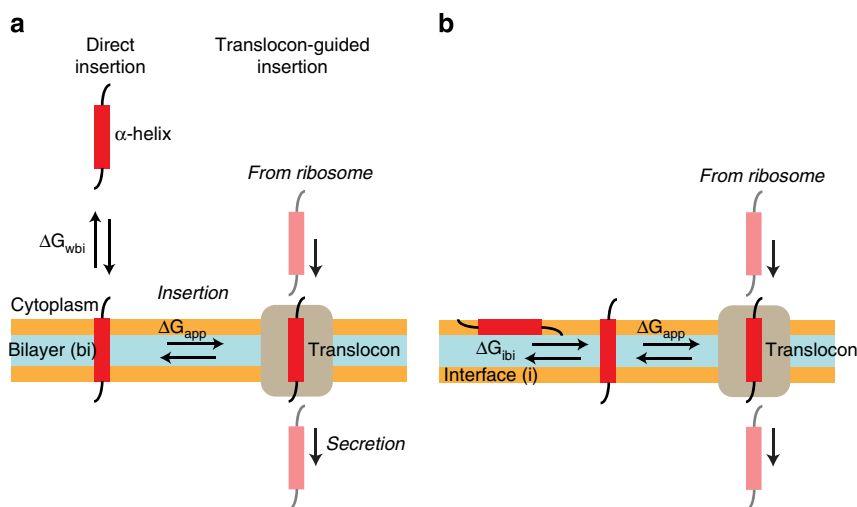 a
Direct
insertion
Translocon-guided
insertion
α-helix
From ribosome
ΔGwbi
Cytoplasm
Insertion
ΔGapp
Bilayer (bi)
Translocon
Secretion
b
From ribosome
ΔGapp
ΔGibi
Translocon
Interface (i)